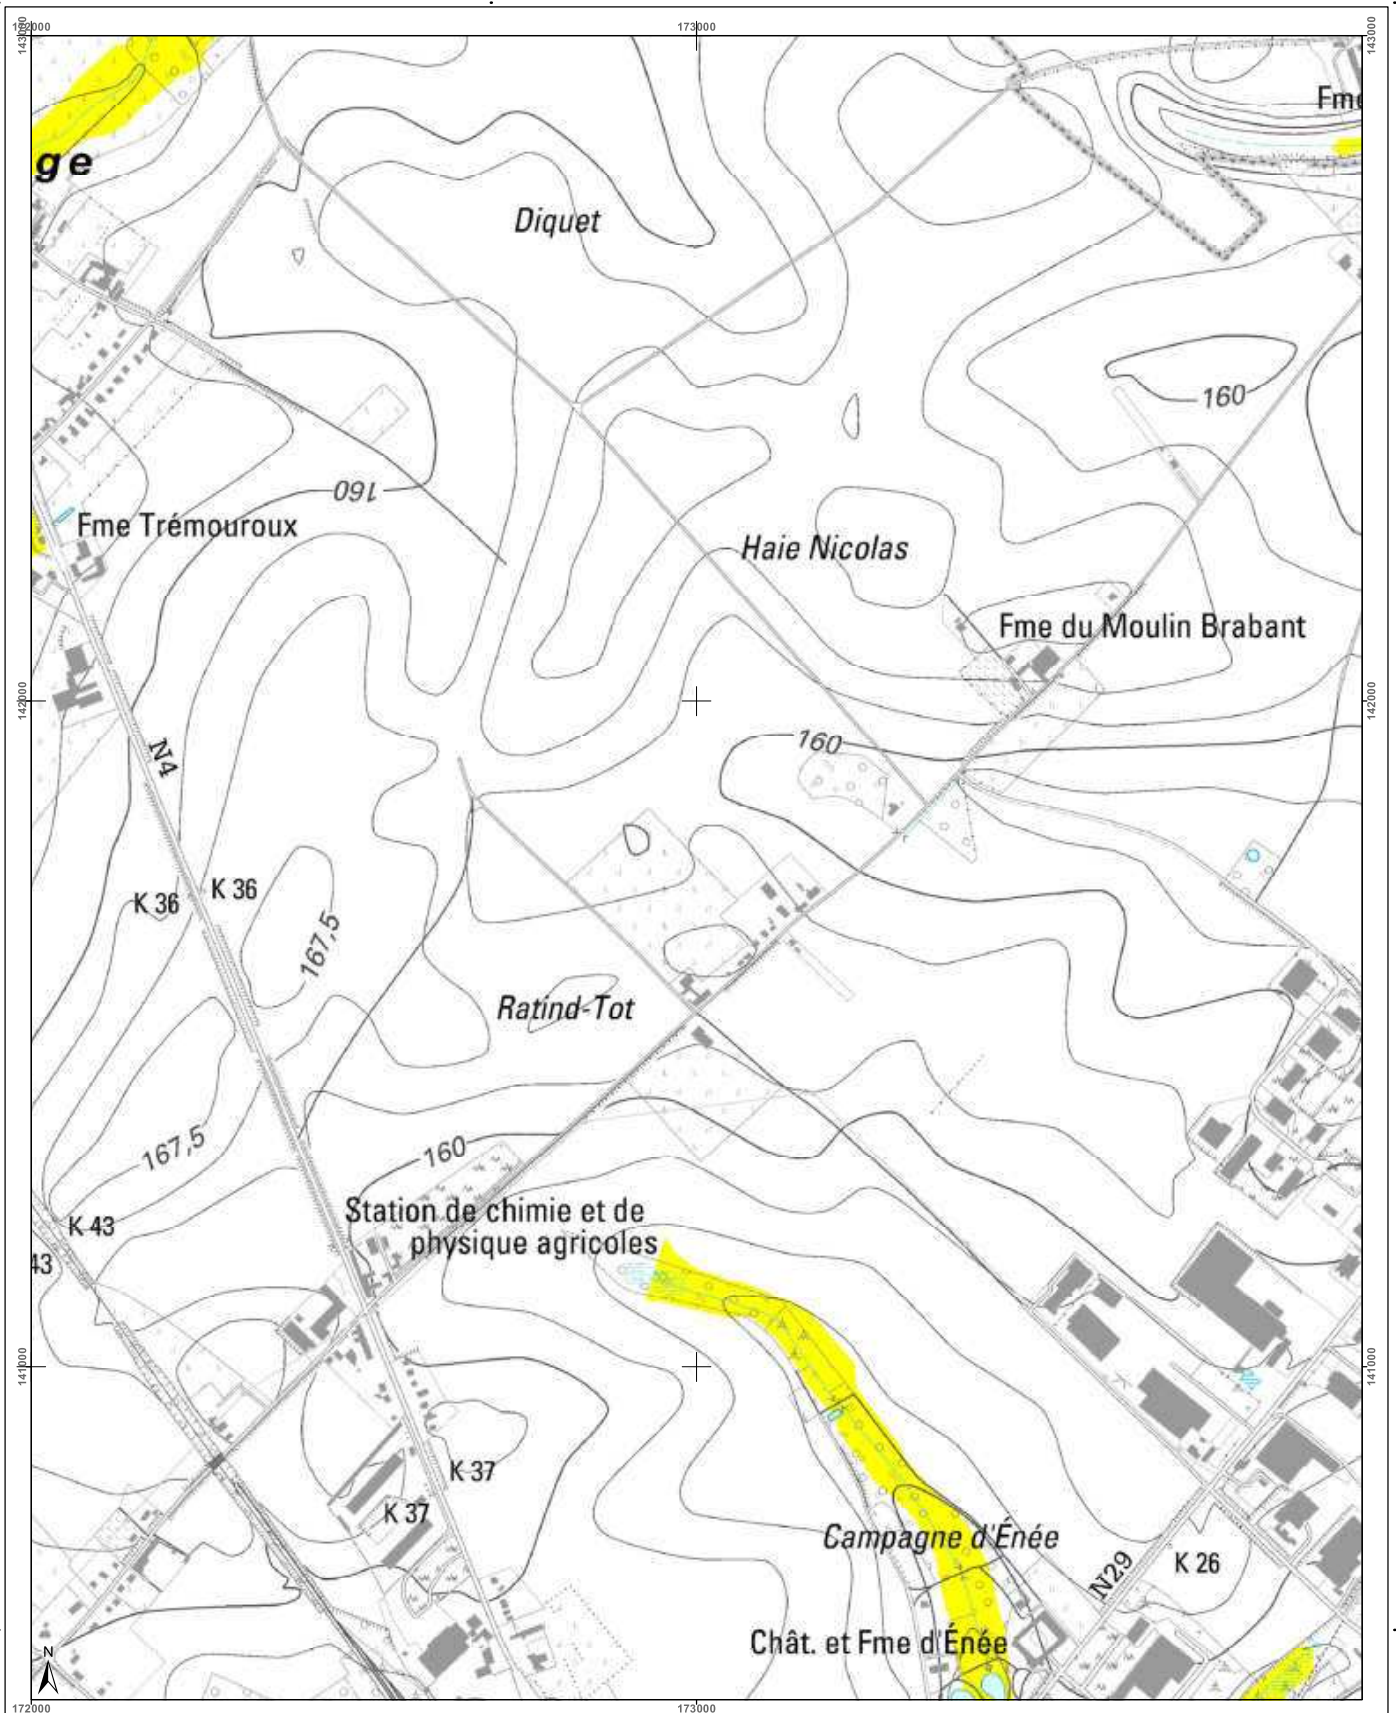 172000
173000
143000
143000
Fme
ge
Diquet
160
160
Fme Trémouroux
Haie Nicolas
Fme du Moulin Brabant
142000
142000
N4
160
K 36
K 36
167,5
Ratind-Tot
167,5
160
K 43
43
Station de chimie et de
physique agricoles
141000
141000
K 37
K 37
Campagne d'Énée
N29
K 26
Chât. et Fme d'Énée
N
172000
173000